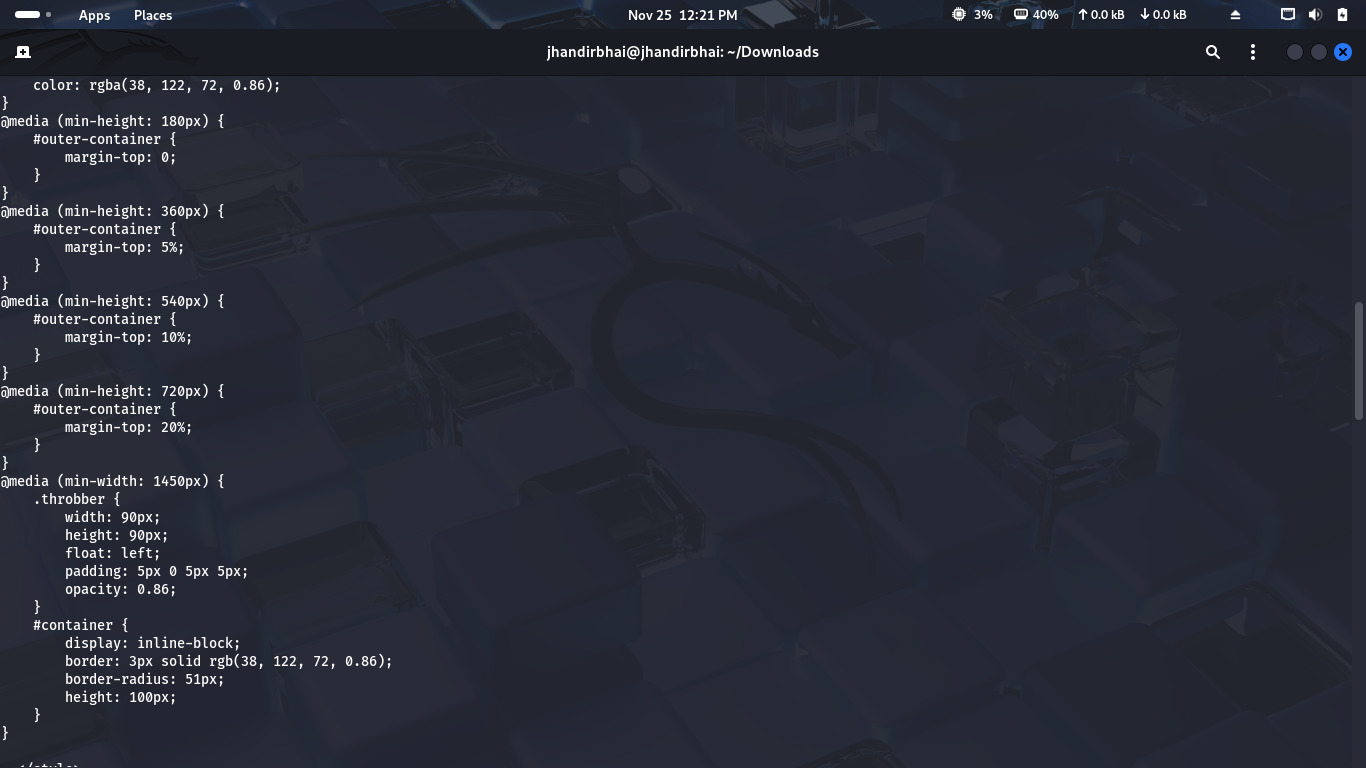 Apps Places Nov 25 12:21 PM 3% 40% 0.0 kB 0.0 kB
jhandirbhai@jhandirbhai: ~/Downloads
    color: rgba(38, 122, 72, 0.86);
}
@media (min-height: 180px) {
    #outer-container {
        margin-top: 0;
    }
}
@media (min-height: 360px) {
    #outer-container {
        margin-top: 5%;
    }
}
@media (min-height: 540px) {
    #outer-container {
        margin-top: 10%;
    }
}
@media (min-height: 720px) {
    #outer-container {
        margin-top: 20%;
    }
}
@media (min-width: 1450px) {
    .throbber {
        width: 90px;
        height: 90px;
        float: left;
        padding: 5px 0 5px 5px;
        opacity: 0.86;
    }
    #container {
        display: inline-block;
        border: 3px solid rgb(38, 122, 72, 0.86);
        border-radius: 51px;
        height: 100px;
    }
}
</style>